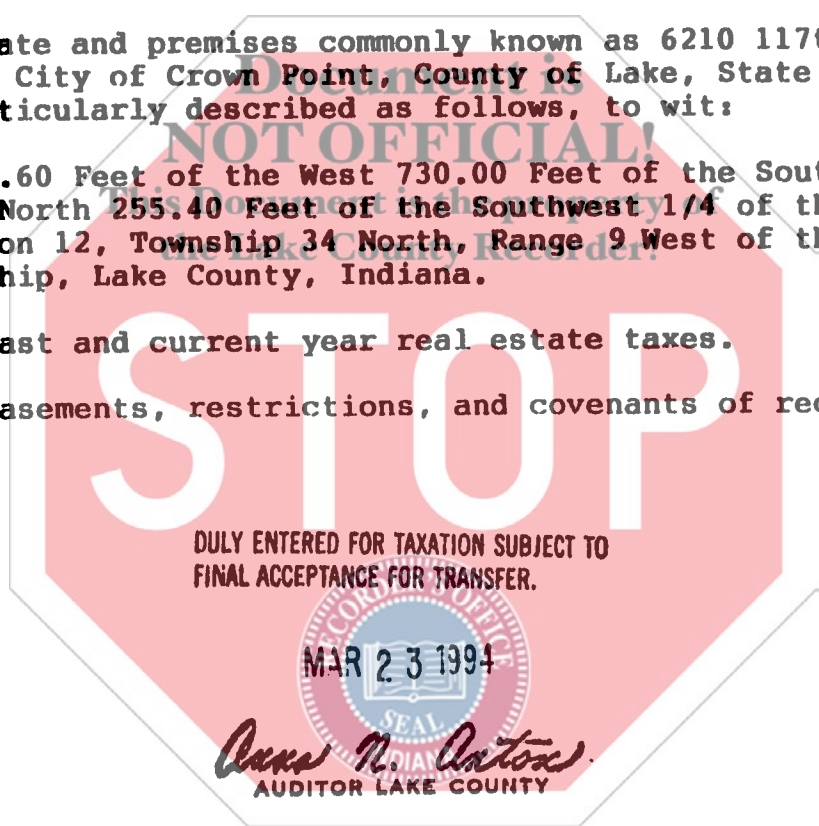 ate and premises commonly known as 6210 117t
City of Crown Point, County of Lake, State
ticularly described as follows, to wit:
Document is
NOT OFFICIAL!
This Document is the property of
the Lake County Recorder!
.60 Feet of the West 730.00 Feet of the Sout
North 255.40 Feet of the Southwest 1/4 of th
on 12, Township 34 North, Range 9 West of th
hip, Lake County, Indiana.
ast and current year real estate taxes.
asements, restrictions, and covenants of rec
STOP
DULY ENTERED FOR TAXATION SUBJECT TO
FINAL ACCEPTANCE FOR TRANSFER.
RECORDER'S OFFICE
MAR 23 1994
SEAL
INDIANA
Anna N. Anton
AUDITOR LAKE COUNTY